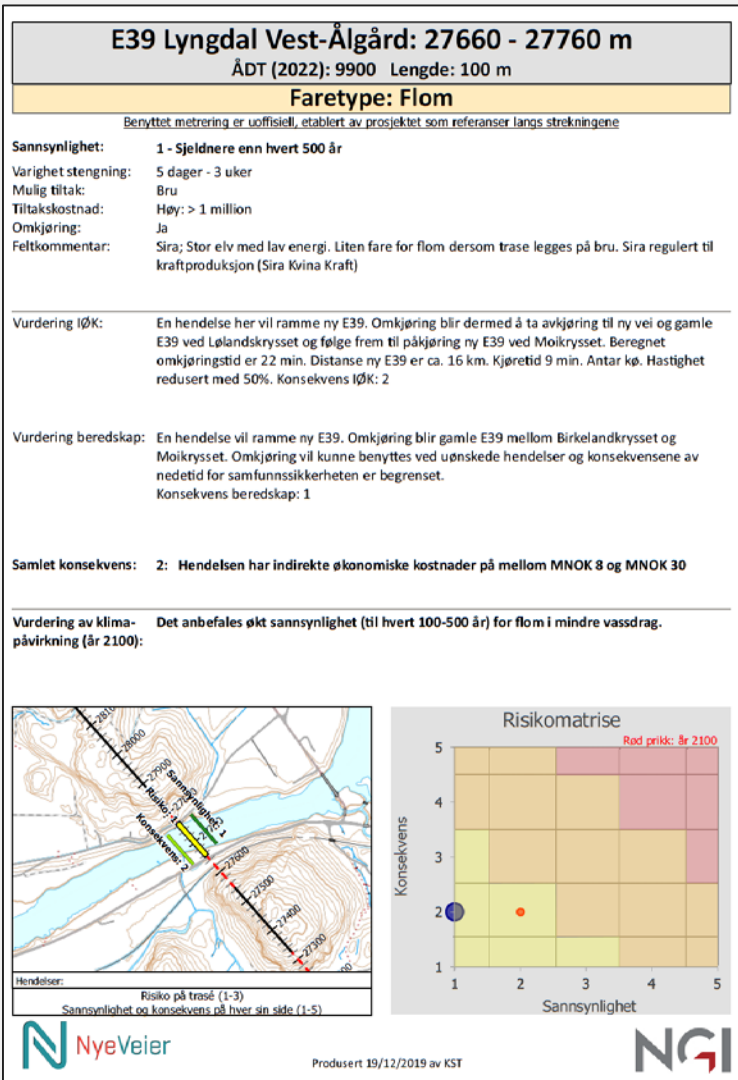 E39 Lyngdal Vest-Ålgård: 27660 - 27760 m
ÅDT (2022): 9900 Lengde: 100 m
Faretype: Flom
Benyttet metrering er uoffisiell, etablert av prosjektet som referanser langs strekningene
Sannsynlighet: 1 - Sjeldnere enn hvert 500 år
Varighet stengning: 5 dager - 3 uker
Mulig tiltak: Bru
Tiltakskostnad: Høy: > 1 million
Omkjøring: Ja
Feltkommentar: Sira; Stor elv med lav energi. Liten fare for flom dersom trase legges på bru. Sira regulert til
kraftproduksjon (Sira Kvina Kraft)
Vurdering IØK: En hendelse her vil ramme ny E39. Omkjøring blir dermed å ta avkjøring til ny vei og gamle
E39 ved Lølandskrysset og følge frem til påkjøring ny E39 ved Moikrysset. Beregnet
omkjøringstid er 22 min. Distanse ny E39 er ca. 16 km. Kjøretid 9 min. Antar kø. Hastighet
redusert med 50%. Konsekvens IØK: 2
Vurdering beredskap: En hendelse vil ramme ny E39. Omkjøring blir gamle E39 mellom Birkelandkrysset og
Moikrysset. Omkjøring vil kunne benyttes ved uønskede hendelser og konsekvensene av
nedetid for samfunnssikkerheten er begrenset.
Konsekvens beredskap: 1
Samlet konsekvens: 2: Hendelsen har indirekte økonomiske kostnader på mellom MNOK 8 og MNOK 30
Vurdering av klima- Det anbefales økt sannsynlighet (til hvert 100-500 år) for flom i mindre vassdrag.
påvirkning (år 2100):
28000
27900
Sannsynlighet: 1
Risiko: 1
Konsekvens: 2
27600
27500
27400
27300
Hendelser:
Risiko på trasé (1-3)
Sannsynlighet og konsekvens på hver sin side (1-5)
Risikomatrise
Rød prikk: år 2100
5
4
3
2
1
Konsekvens
1 2 3 4 5
Sannsynlighet
NyeVeier
Produsert 19/12/2019 av KST
NGI